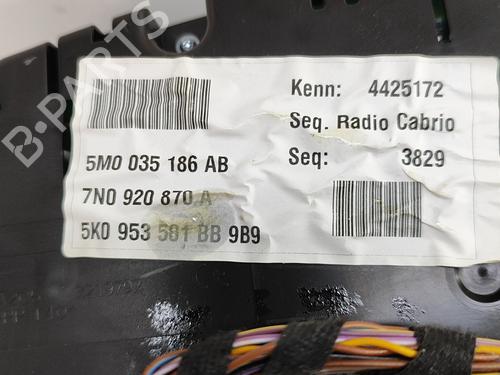 B-PARTS
Kenn: 4425172
Seq. Radio Cabrio
Seq: 3829
5M0 035 186 AB
7N0 920 870 A
5K0 953 501 BB 9B9